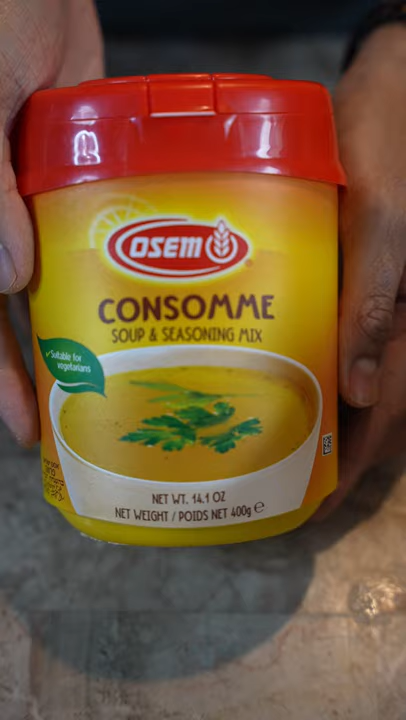 OSEM
CONSOMME
SOUP & SEASONING MIX
✓ Suitable for
vegetarians
NET WT. 14.1 OZ
NET WEIGHT / POIDS NET 400g ℮